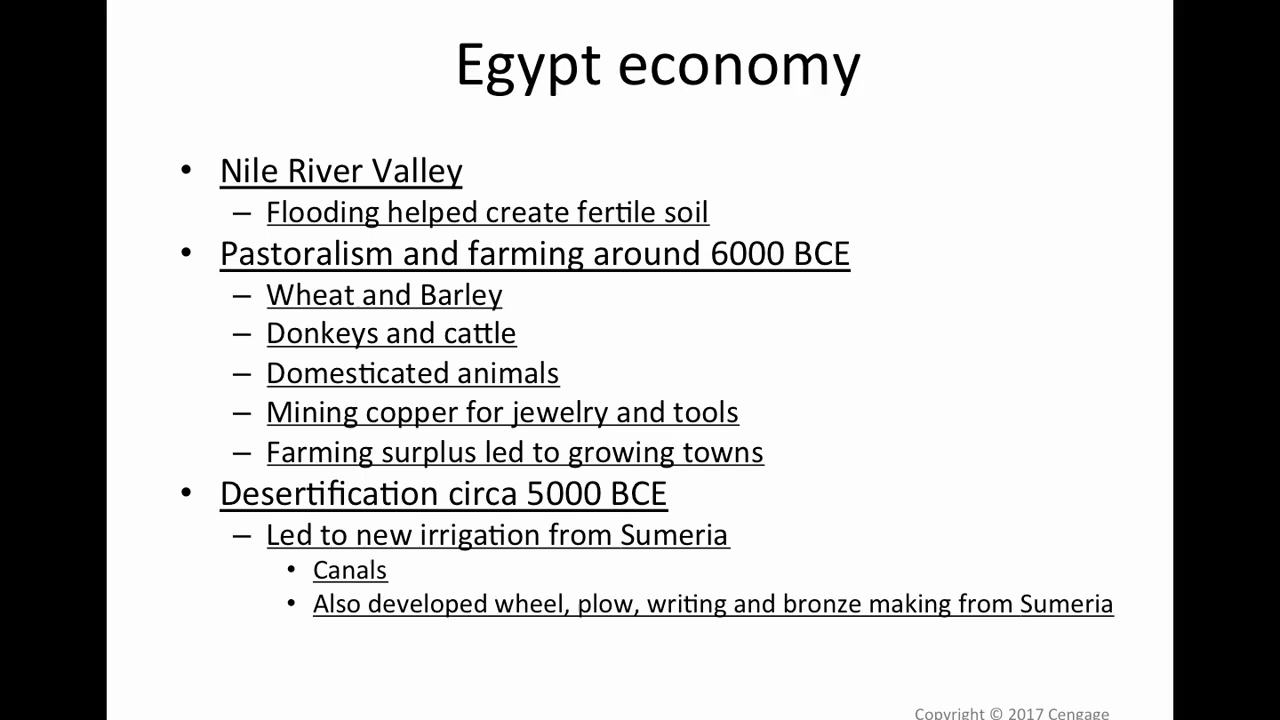 Egypt economy
• Nile River Valley
– Flooding helped create fertile soil
• Pastoralism and farming around 6000 BCE
– Wheat and Barley
– Donkeys and cattle
– Domesticated animals
– Mining copper for jewelry and tools
– Farming surplus led to growing towns
• Desertification circa 5000 BCE
– Led to new irrigation from Sumeria
• Canals
• Also developed wheel, plow, writing and bronze making from Sumeria
Copyright © 2017 Cengage